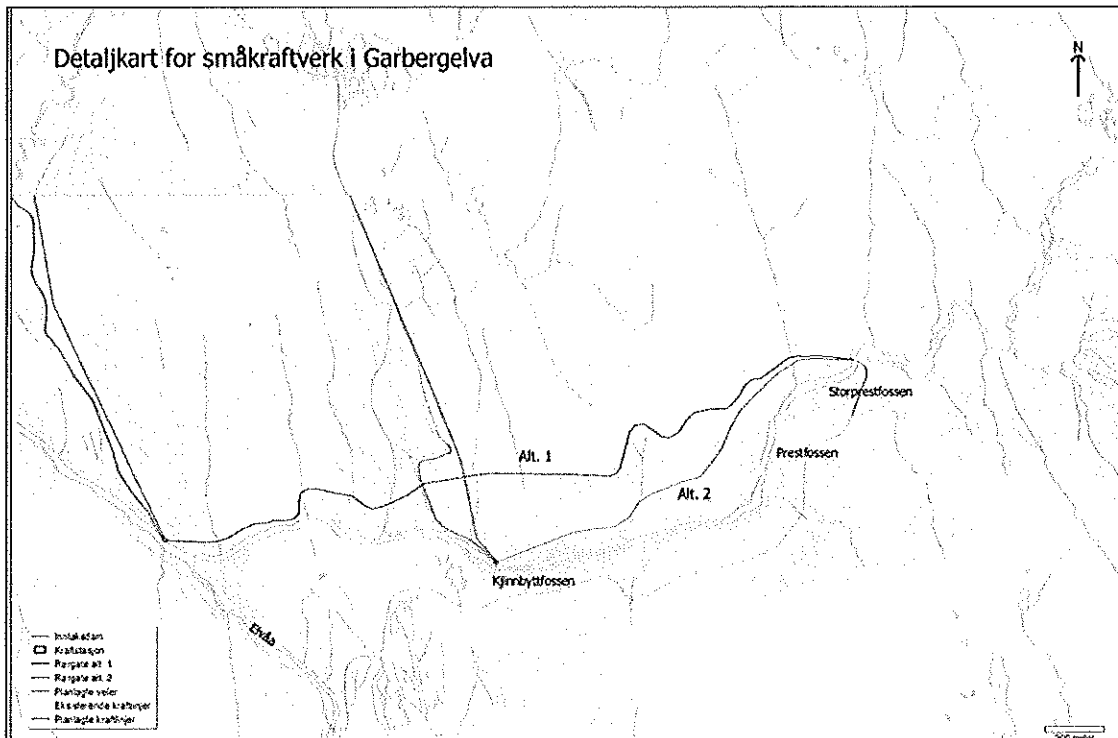 Detaljkart for småkraftverk i Garbergelva
N
Storprestfossen
Prestfossen
Alt. 1
Alt. 2
Kjinnbyttfossen
Elvåa
Inntaksdam
Kraftstasjon
Rørgate alt. 1
Rørgate alt. 2
Planlagte veier
Eksisterende kraftlinjer
Planlagte kraftlinjer